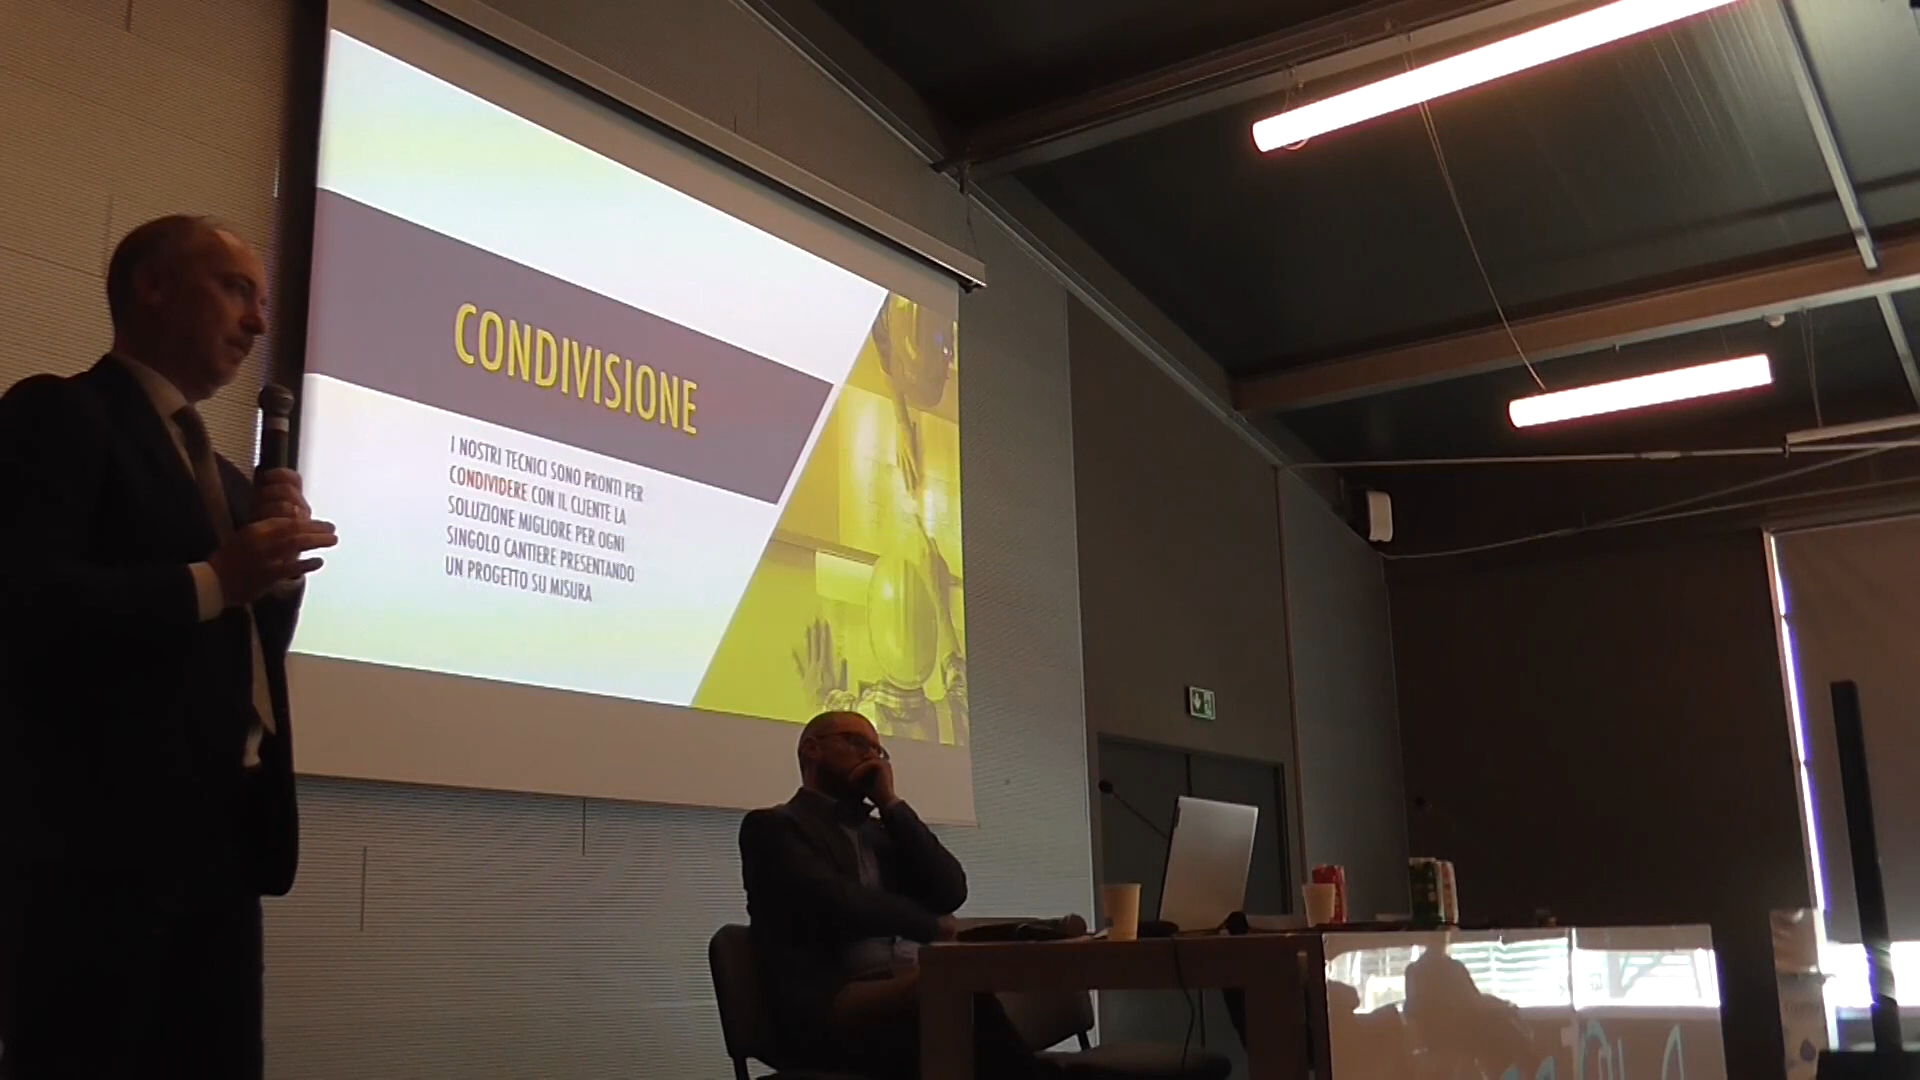 CONDIVISIONE
I NOSTRI TECNICI SONO PRONTI PER
CONDIVIDERE CON IL CLIENTE LA
SOLUZIONE MIGLIORE PER OGNI
SINGOLO CANTIERE PRESENTANDO
UN PROGETTO SU MISURA